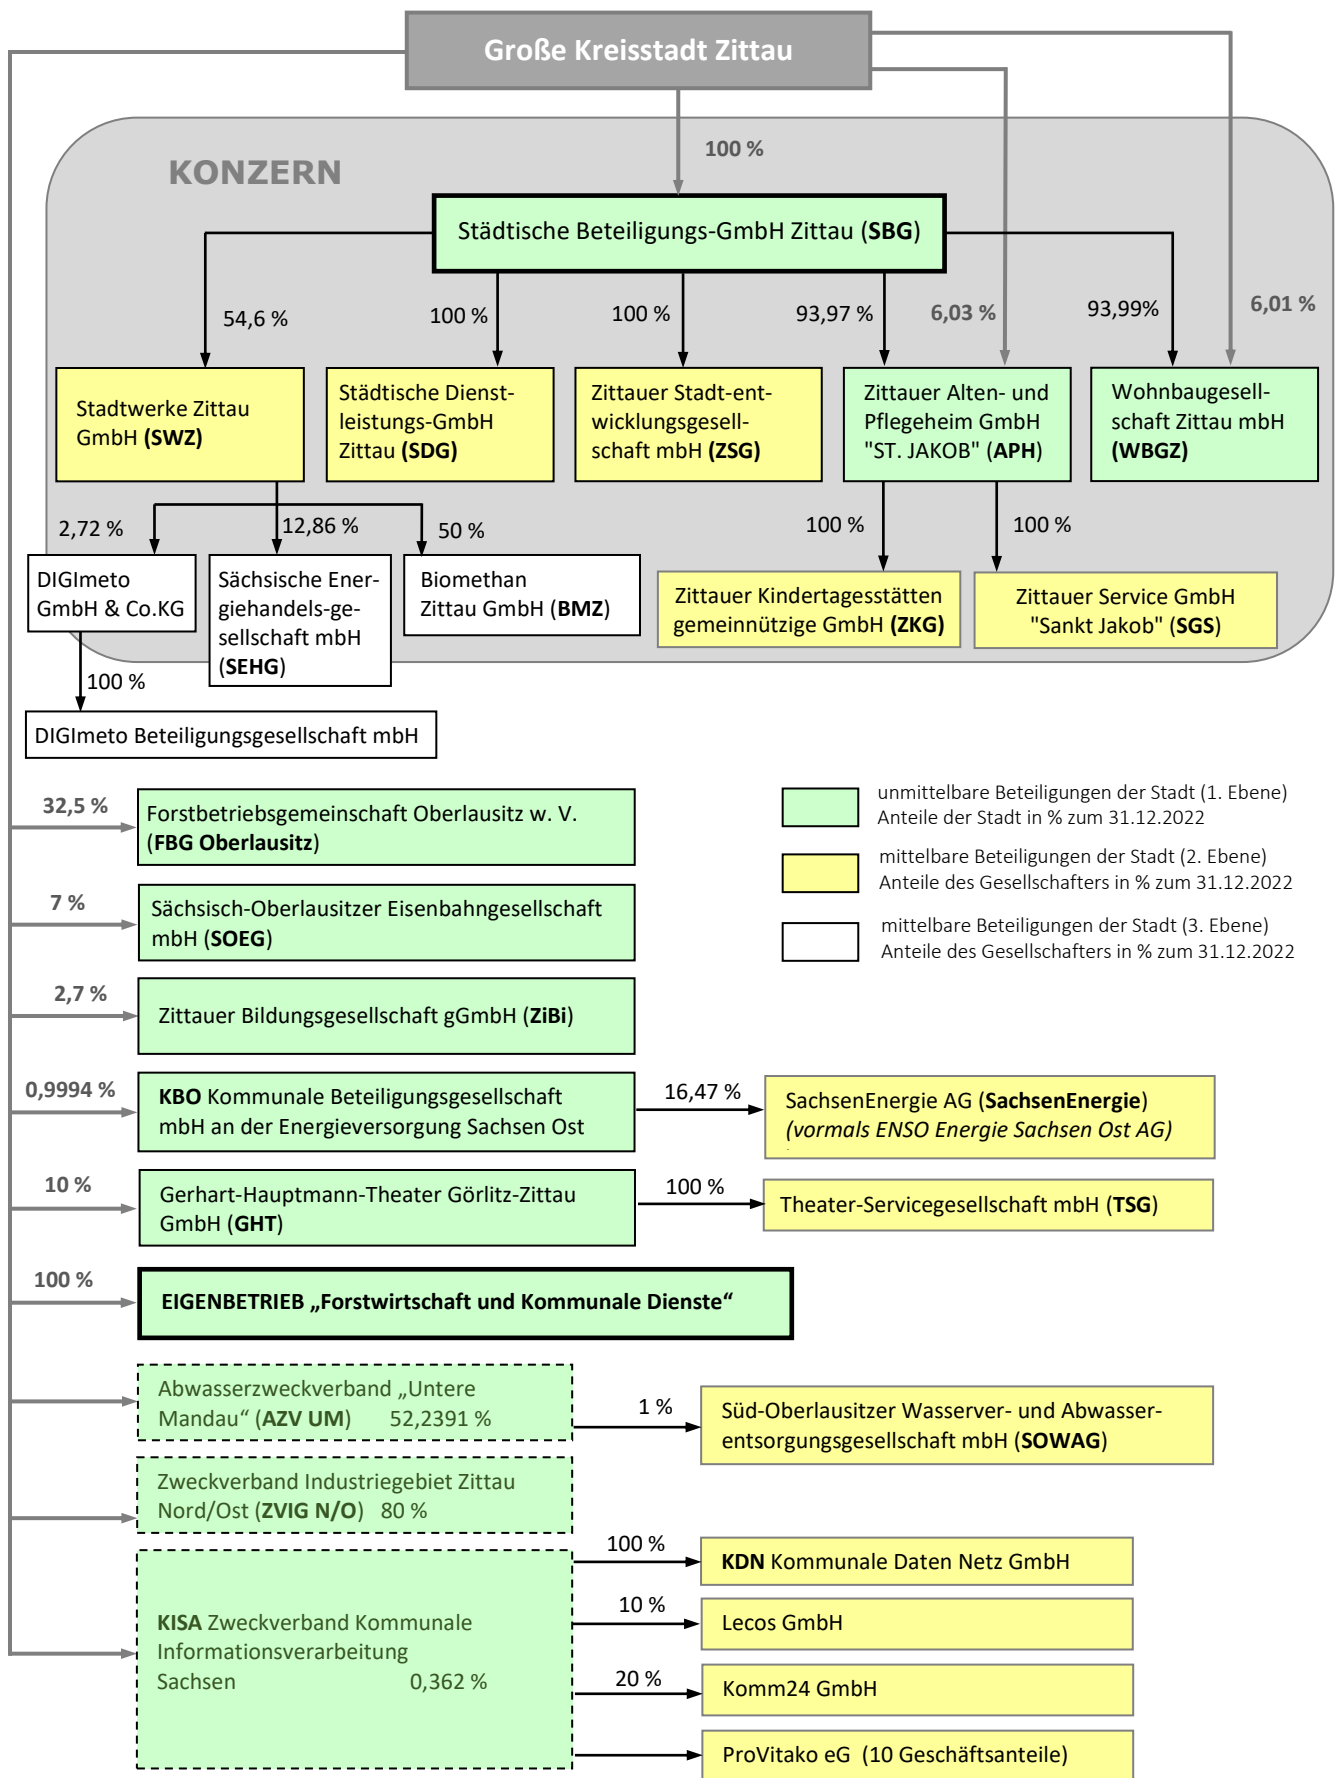 Große Kreisstadt Zittau
100 %
KONZERN
Städtische Beteiligungs-GmbH Zittau (SBG)
54,6 %
100 %
100 %
93,97 %
6,03 %
93,99%
6,01 %
Stadtwerke Zittau
GmbH (SWZ)
Städtische Dienst-
leistungs-GmbH
Zittau (SDG)
Zittauer Stadt-ent-
wicklungsgesell-
schaft mbH (ZSG)
Zittauer Alten- und
Pflegeheim GmbH
"ST. JAKOB" (APH)
Wohnbaugesell-
schaft Zittau mbH
(WBGZ)
2,72 %
12,86 %
50 %
100 %
100 %
DIGImeto
GmbH & Co.KG
Sächsische Ener-
giehandels-ge-
sellschaft mbH
(SEHG)
Biomethan
Zittau GmbH (BMZ)
Zittauer Kindertagesstätten
gemeinnützige GmbH (ZKG)
Zittauer Service GmbH
"Sankt Jakob" (SGS)
100 %
DIGImeto Beteiligungsgesellschaft mbH
32,5 %
Forstbetriebsgemeinschaft Oberlausitz w. V.
(FBG Oberlausitz)
unmittelbare Beteiligungen der Stadt (1. Ebene)
Anteile der Stadt in % zum 31.12.2022
mittelbare Beteiligungen der Stadt (2. Ebene)
Anteile des Gesellschafters in % zum 31.12.2022
mittelbare Beteiligungen der Stadt (3. Ebene)
Anteile des Gesellschafters in % zum 31.12.2022
7 %
Sächsisch-Oberlausitzer Eisenbahngesellschaft
mbH (SOEG)
2,7 %
Zittauer Bildungsgesellschaft gGmbH (ZiBi)
0,9994 %
KBO Kommunale Beteiligungsgesellschaft
mbH an der Energieversorgung Sachsen Ost
16,47 %
SachsenEnergie AG (SachsenEnergie)
(vormals ENSO Energie Sachsen Ost AG)
10 %
Gerhart-Hauptmann-Theater Görlitz-Zittau
GmbH (GHT)
100 %
Theater-Servicegesellschaft mbH (TSG)
100 %
EIGENBETRIEB „Forstwirtschaft und Kommunale Dienste“
Abwasserzweckverband „Untere
Mandau“ (AZV UM) 52,2391 %
1 %
Süd-Oberlausitzer Wasserver- und Abwasser-
entsorgungsgesellschaft mbH (SOWAG)
Zweckverband Industriegebiet Zittau
Nord/Ost (ZVIG N/O) 80 %
KISA Zweckverband Kommunale
Informationsverarbeitung
Sachsen 0,362 %
100 %
KDN Kommunale Daten Netz GmbH
10 %
Lecos GmbH
20 %
Komm24 GmbH
ProVitako eG (10 Geschäftsanteile)